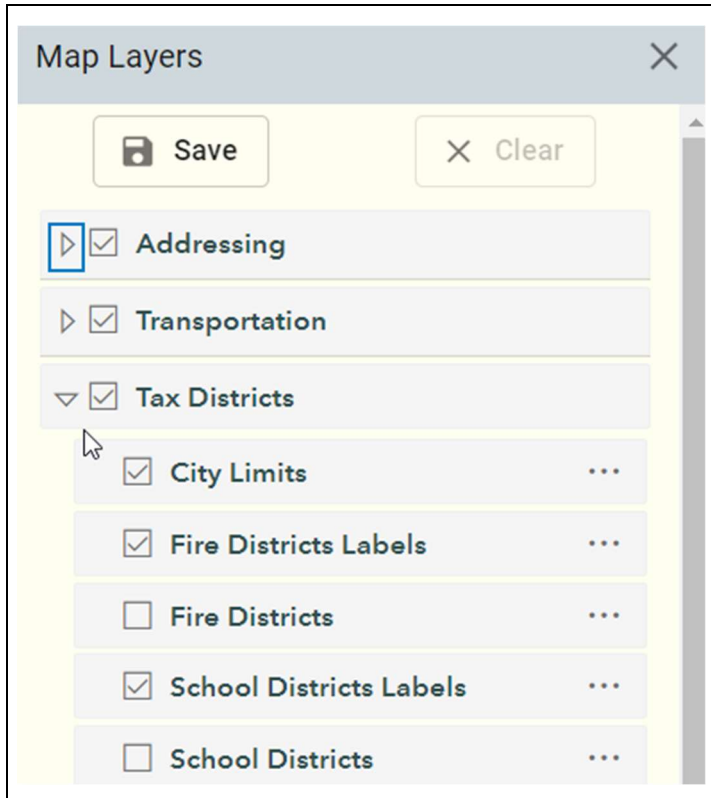 Map Layers
Save
Clear
Addressing
Transportation
Tax Districts
City Limits
Fire Districts Labels
Fire Districts
School Districts Labels
School Districts